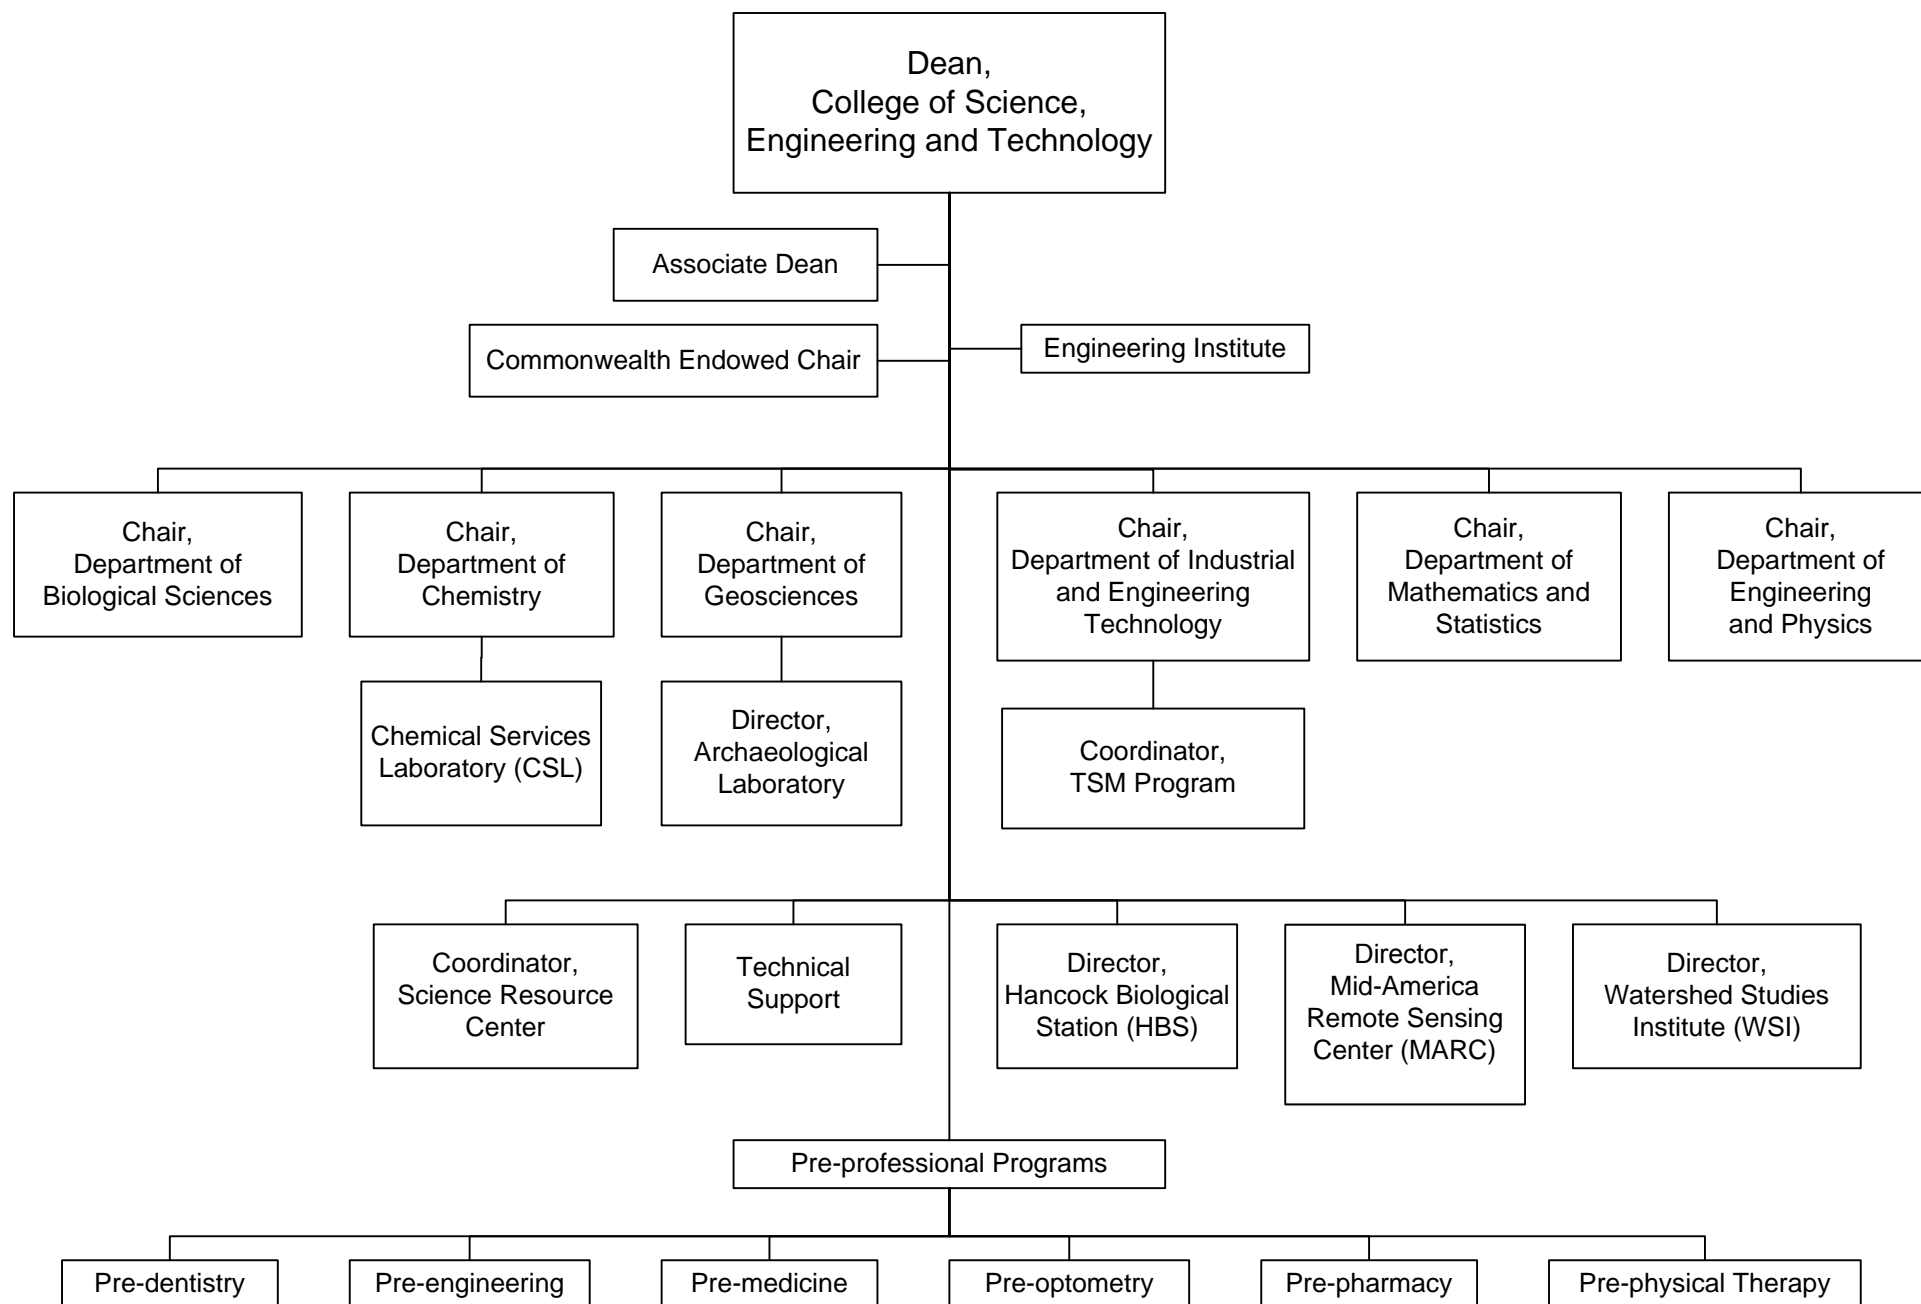 Dean,
College of Science,
Engineering and Technology
Associate Dean
Commonwealth Endowed Chair
Engineering Institute
Chair,
Department of
Biological Sciences
Chair,
Department of
Chemistry
Chair,
Department of
Geosciences
Chair,
Department of Industrial
and Engineering
Technology
Chair,
Department of
Mathematics and
Statistics
Chair,
Department of
Engineering
and Physics
Chemical Services
Laboratory (CSL)
Director,
Archaeological
Laboratory
Coordinator,
TSM Program
Coordinator,
Science Resource
Center
Technical
Support
Director,
Hancock Biological
Station (HBS)
Director,
Mid-America
Remote Sensing
Center (MARC)
Director,
Watershed Studies
Institute (WSI)
Pre-professional Programs
Pre-dentistry
Pre-engineering
Pre-medicine
Pre-optometry
Pre-pharmacy
Pre-physical Therapy